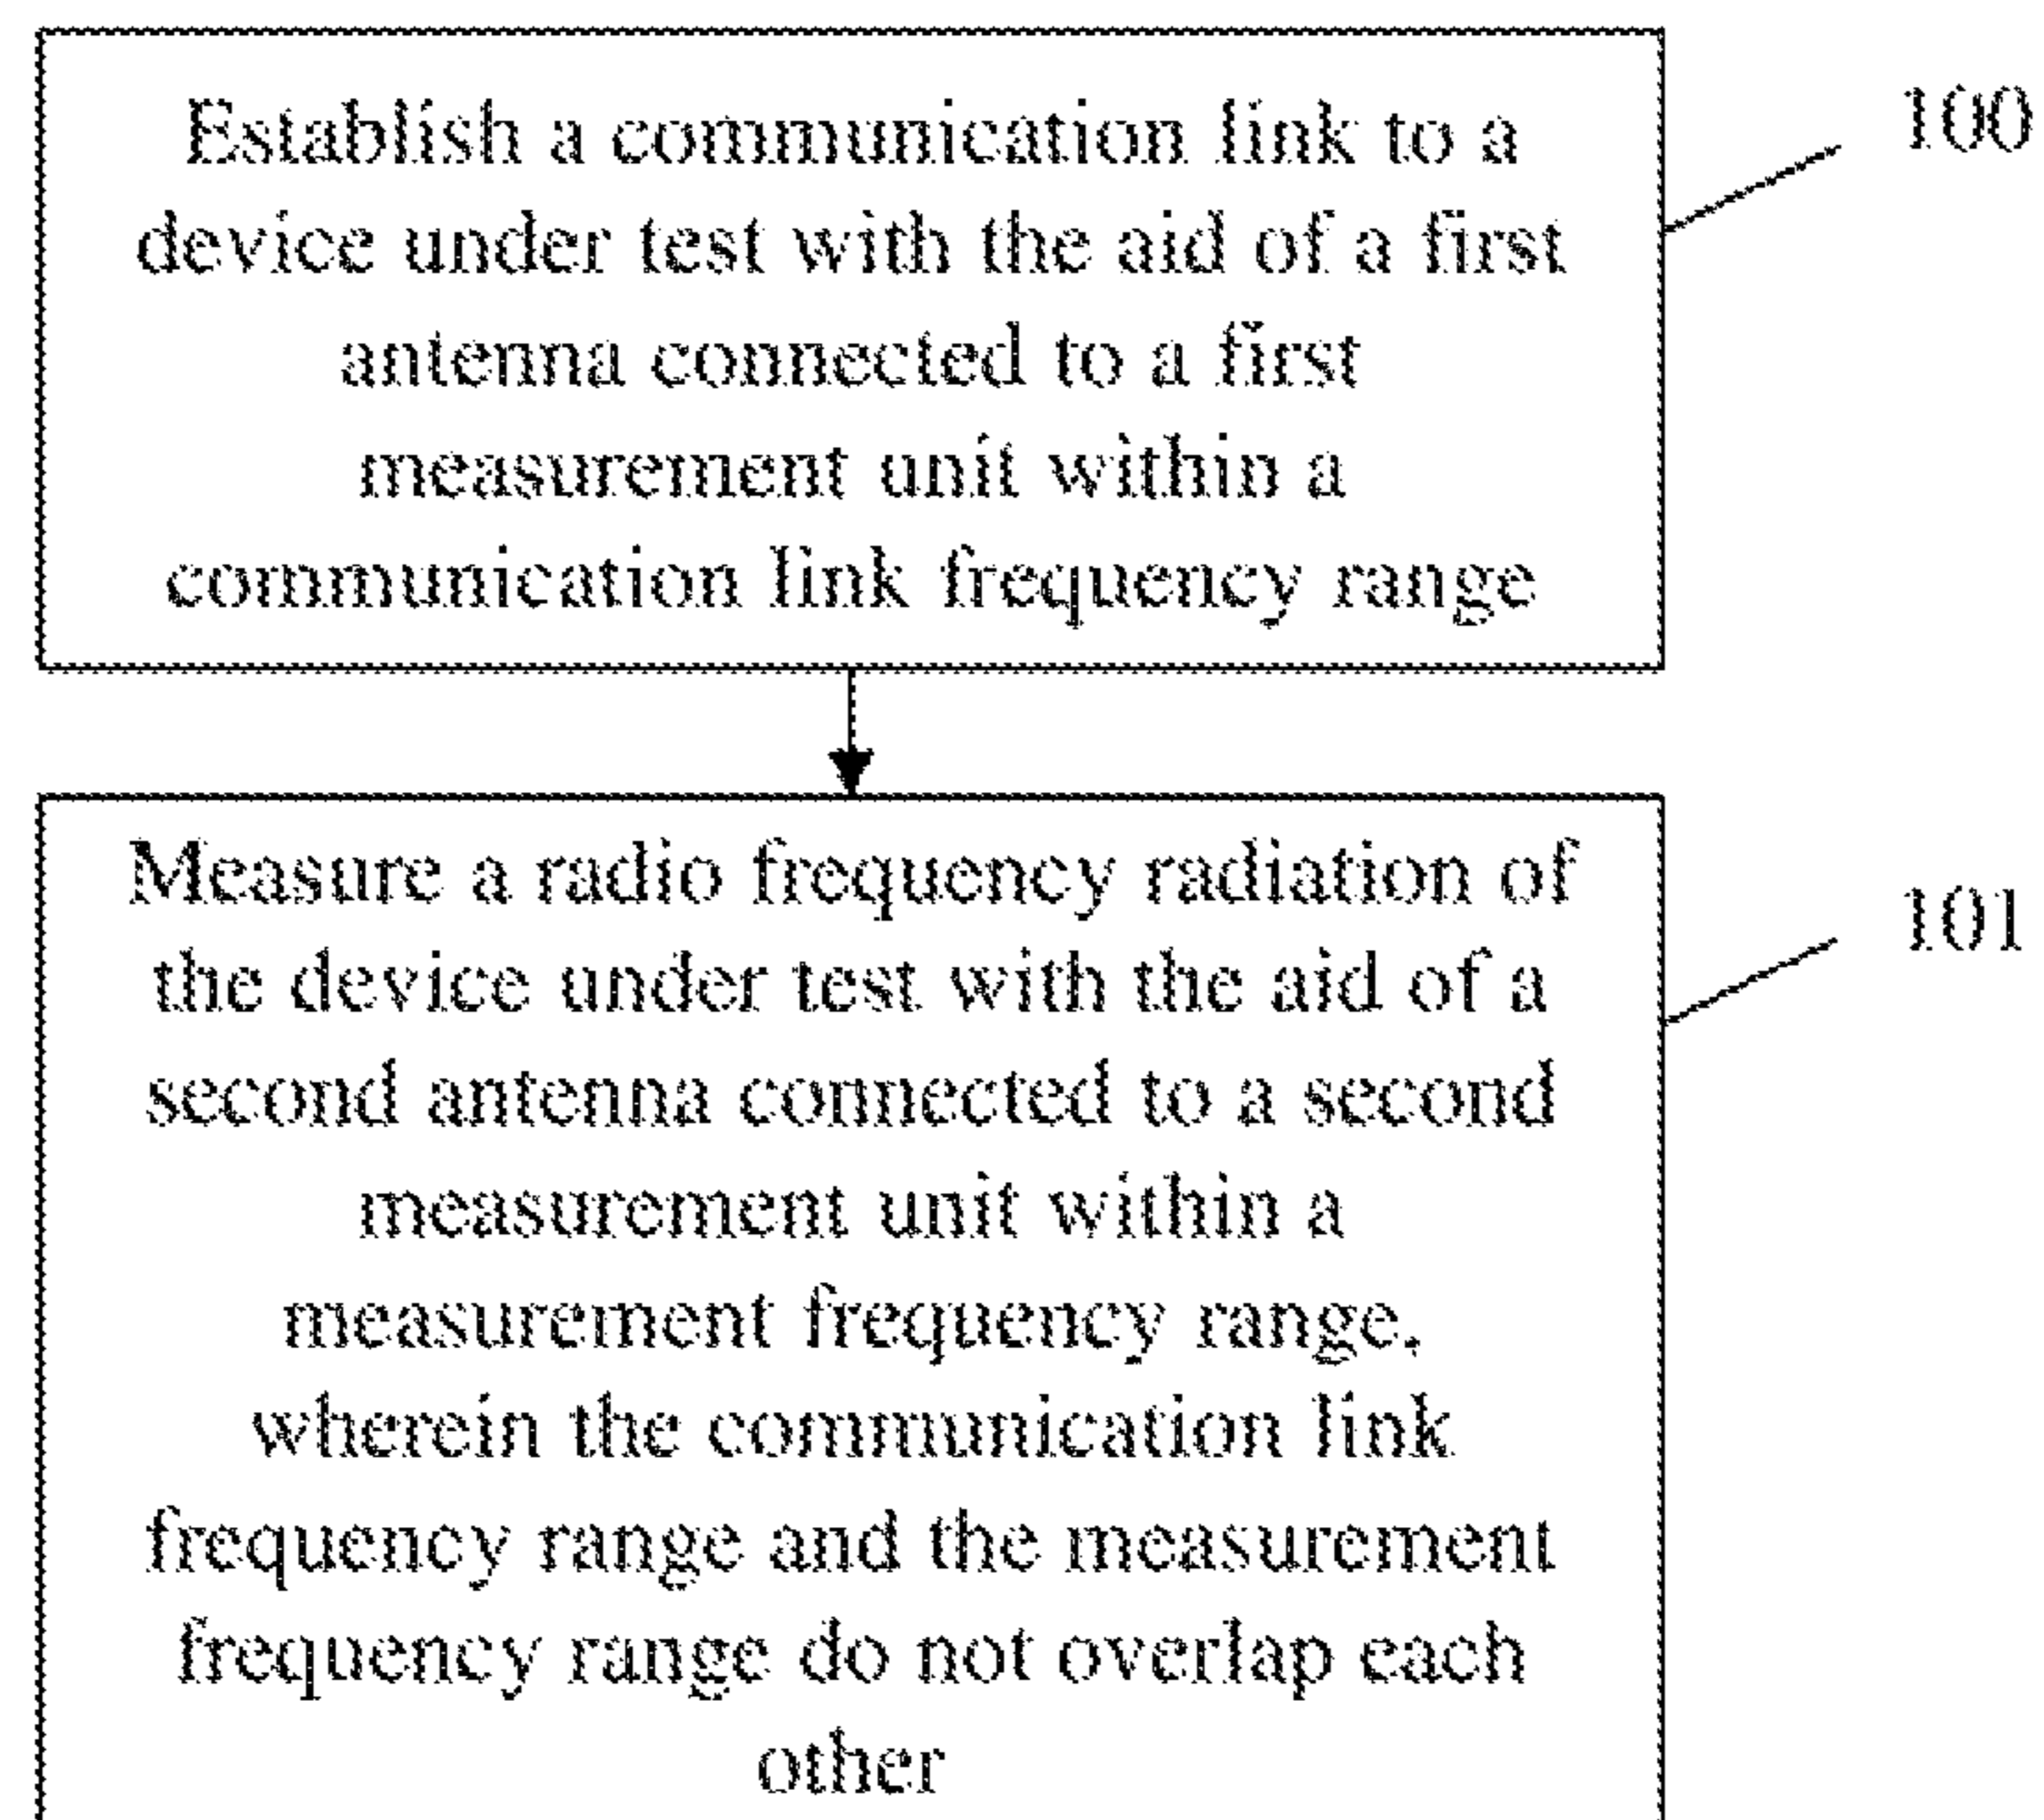 Establish a communication link to a
device under test with the aid of a first
antenna connected to a first
measurement unit within a
communication link frequency range
100
Measure a radio frequency radiation of
the device under test with the aid of a
second antenna connected to a second
measurement unit within a
measurement frequency range,
wherein the communication link
frequency range and the measurement
frequency range do not overlap each
other
101